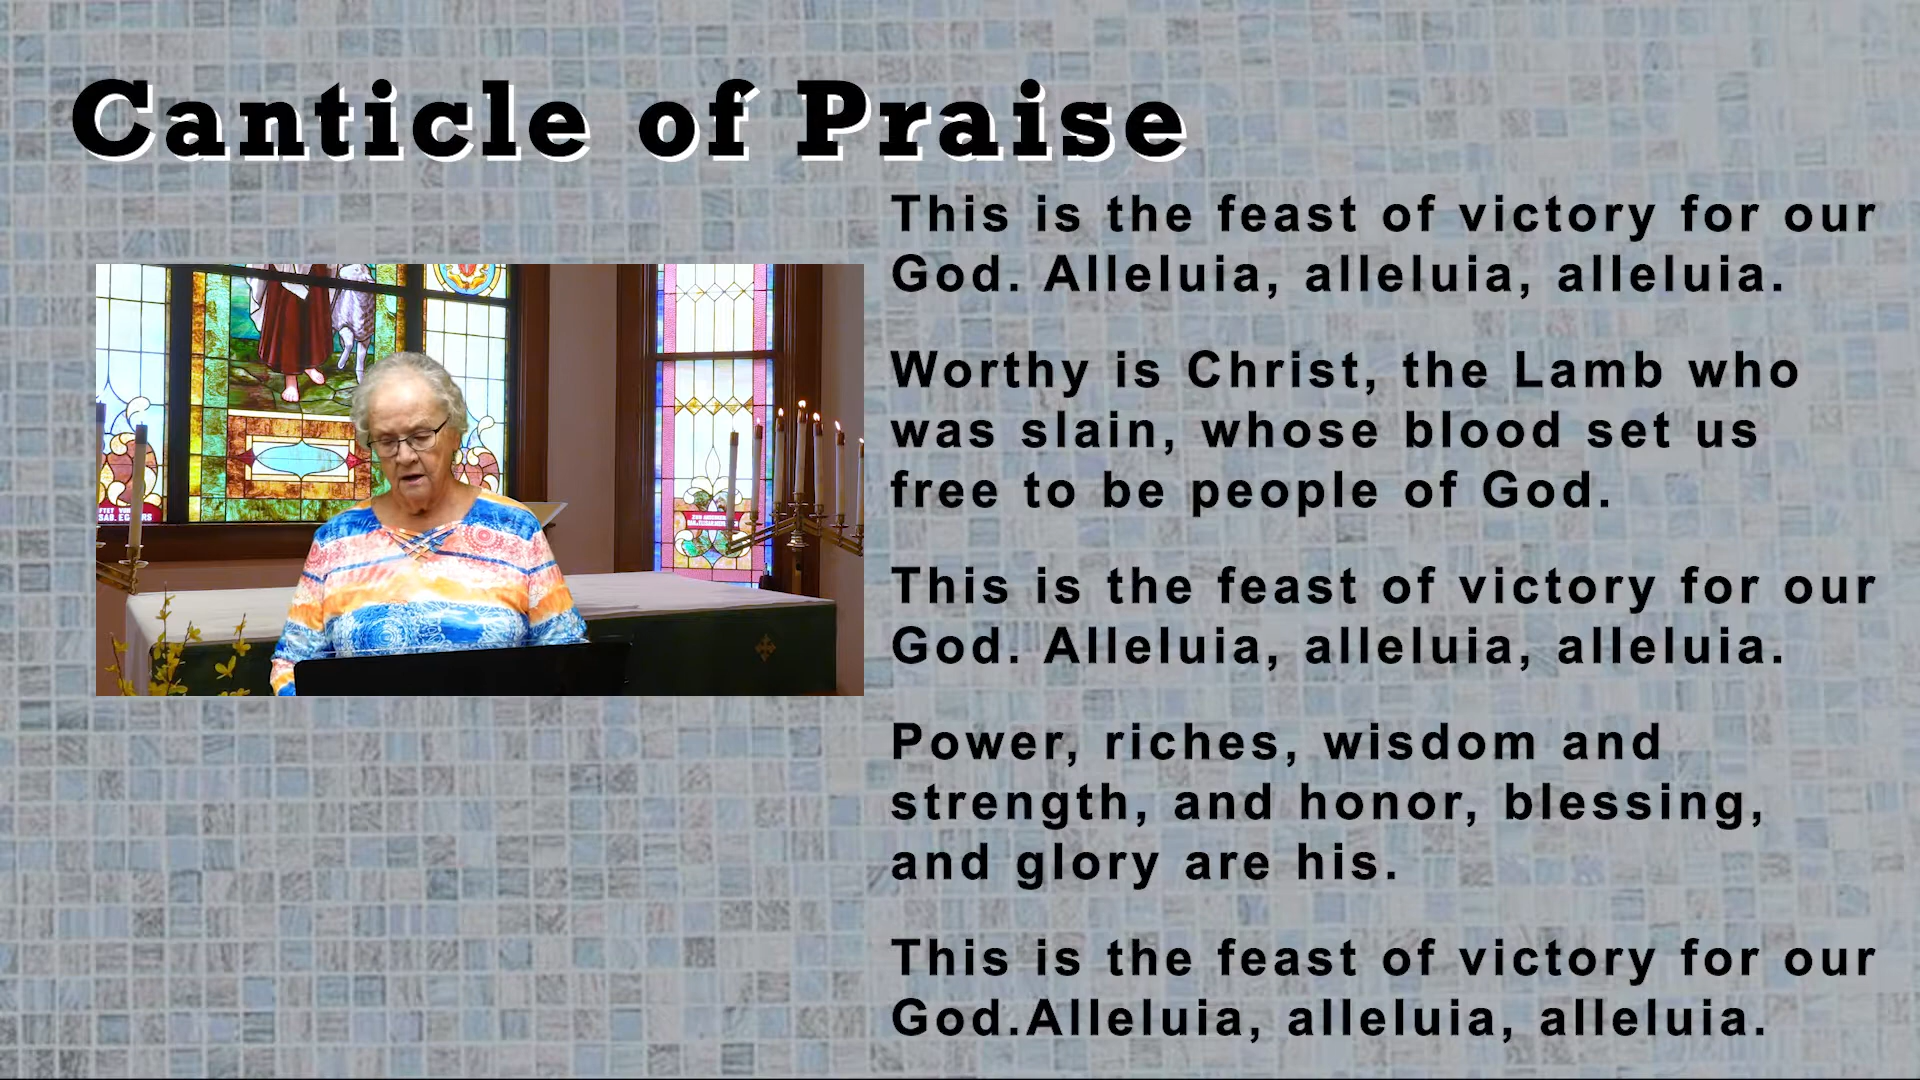 Canticle of Praise
This is the feast of victory for our
God. Alleluia, alleluia, alleluia.
Worthy is Christ, the Lamb who
was slain, whose blood set us
free to be people of God.
This is the feast of victory for our
God. Alleluia, alleluia, alleluia.
Power, riches, wisdom and
strength, and honor, blessing,
and glory are his.
This is the feast of victory for our
God.Alleluia, alleluia, alleluia.